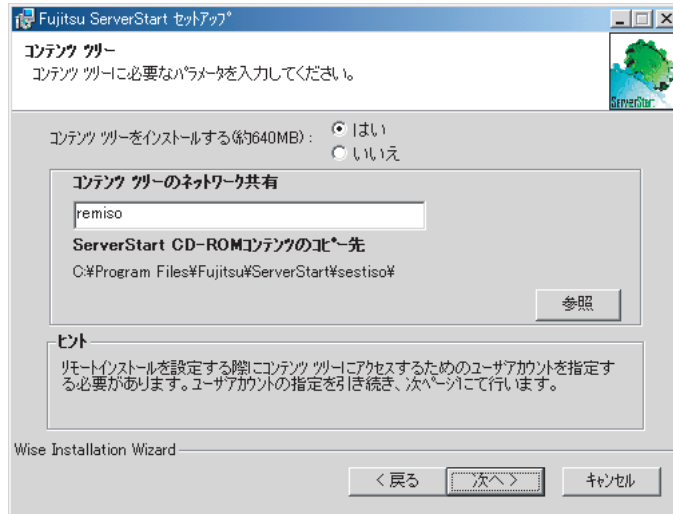 Fujitsu ServerStart セットアップ
コンテンツ ツリー
コンテンツ ツリーに必要なパラメータを入力してください。
ServerStart
コンテンツ ツリーをインストールする(約640MB) :
はい
いいえ
コンテンツ ツリーのネットワーク共有
remiso
ServerStart CD-ROMコンテンツのコピー先
C:¥Program Files¥Fujitsu¥ServerStart¥sestiso¥
参照
ヒント
リモートインストールを設定する際にコンテンツ ツリーにアクセスするためのユーザアカウントを指定す
る必要があります。ユーザアカウントの指定を引き続き、次ページにて行います。
Wise Installation Wizard
< 戻る
次へ >
キャンセル